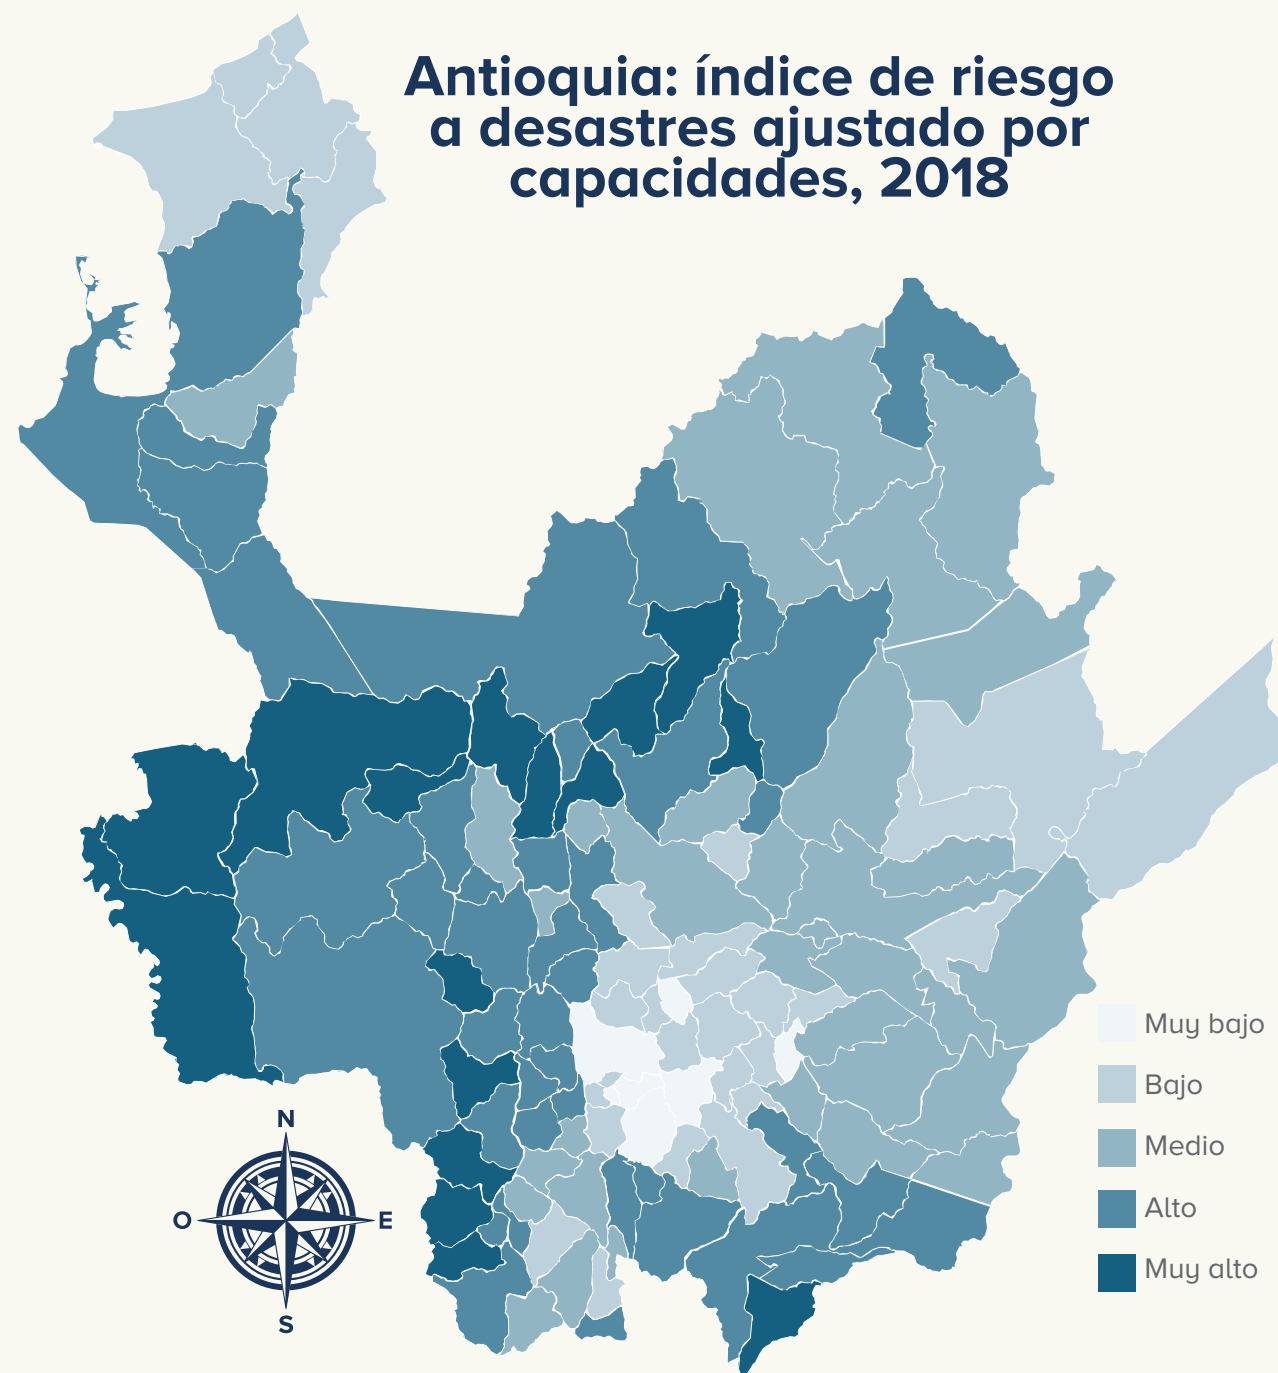 Antioquia: índice de riesgo
a desastres ajustado por
capacidades, 2018
Muy bajo
Bajo
Medio
Alto
Muy alto
N
O
E
S